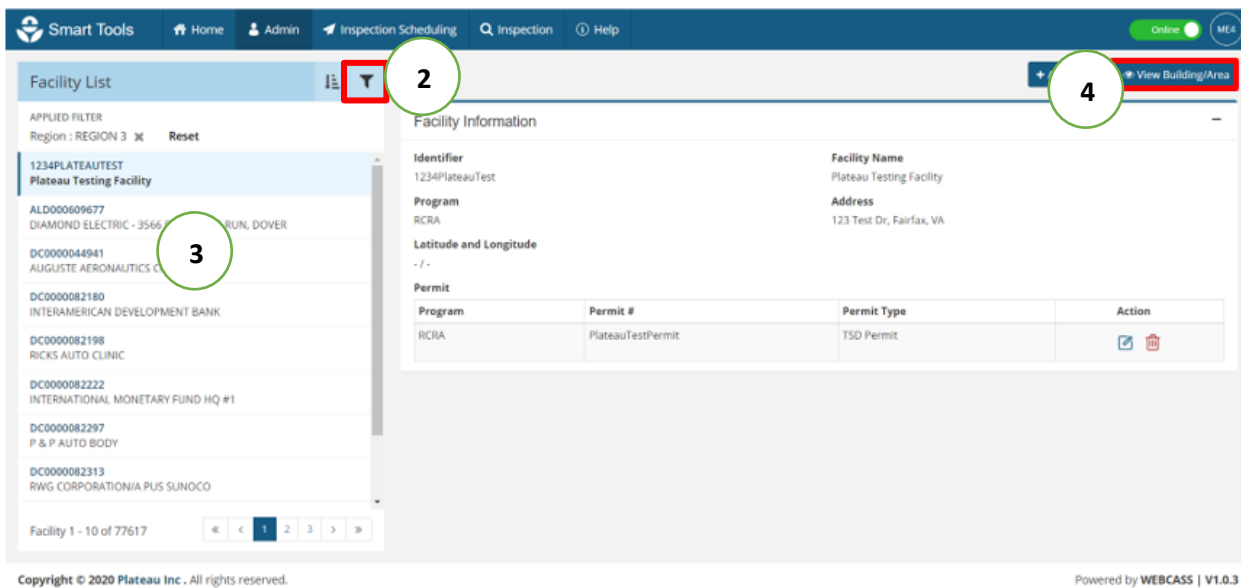 Smart Tools Home Admin Inspection Scheduling Inspection Help Online ME4
Facility List
2
+
4
View Building/Area
APPLIED FILTER
Region : REGION 3 Reset
1234PLATEAUTEST
Plateau Testing Facility
ALD000609677
DIAMOND ELECTRIC - 3566 RUN, DOVER
3
DC0000044941
AUGUSTE AERONAUTICS
DC0000082180
INTERAMERICAN DEVELOPMENT BANK
DC0000082198
RICKS AUTO CLINIC
DC0000082222
INTERNATIONAL MONETARY FUND HQ #1
DC0000082297
P & P AUTO BODY
DC0000082313
RWG CORPORATION/A PUS SUNOCO
Facility 1 - 10 of 77617 « < 1 2 3 > »
Facility Information
Identifier Facility Name
1234PlateauTest Plateau Testing Facility
Program Address
RCRA 123 Test Dr, Fairfax, VA
Latitude and Longitude
- / -
Permit
Program Permit # Permit Type Action
RCRA PlateauTestPermit TSD Permit
Copyright © 2020 Plateau Inc . All rights reserved. Powered by WEBCASS | V1.0.3